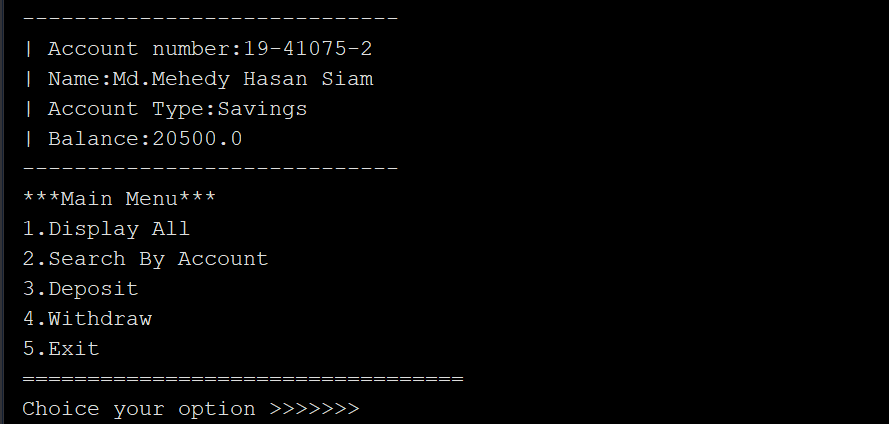 -----------------------------
| Account number:19-41075-2
| Name:Md.Mehedy Hasan Siam
| Account Type:Savings
| Balance:20500.0
-----------------------------
***Main Menu***
1.Display All
2.Search By Account
3.Deposit
4.Withdraw
5.Exit
==================================
Choice your option >>>>>>>